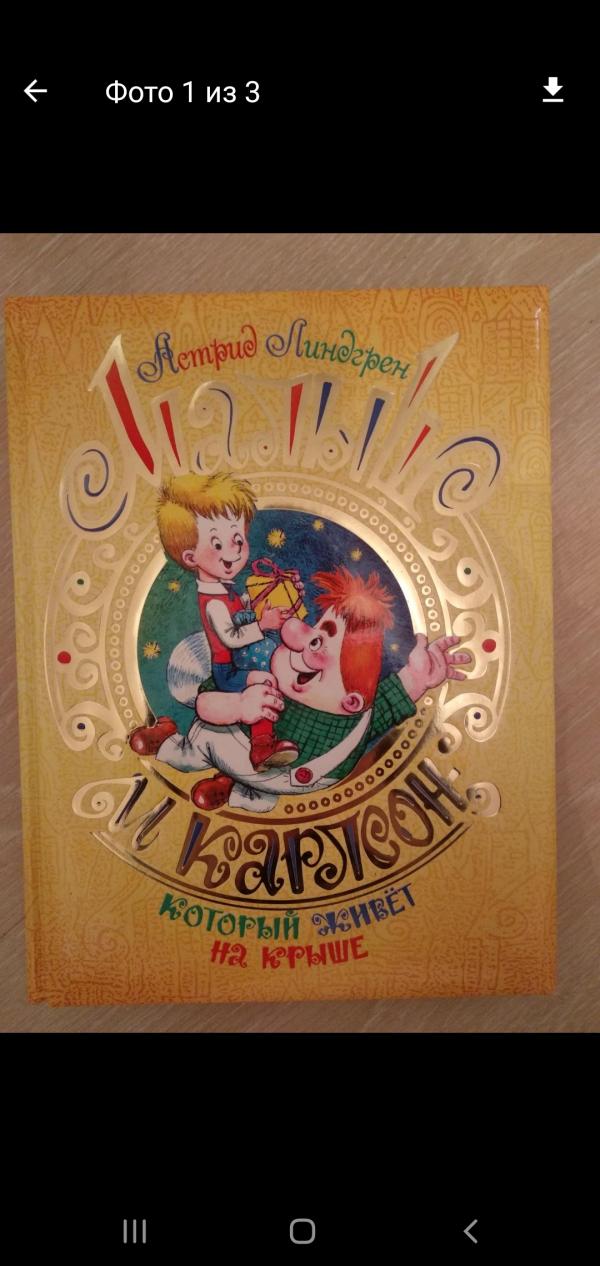 Фото 1 из 3
Астрид Линдгрен
Малыш
и Карлсон,
который живёт
на крыше